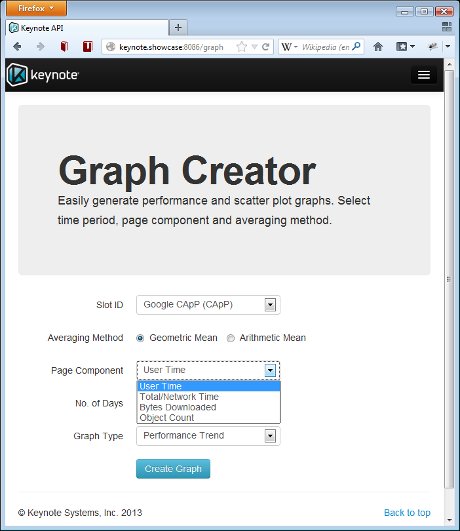 Firefox
Keynote API
keynote.showcase:8086/graph
W
Wikipedia (en
keynote
Graph Creator
Easily generate performance and scatter plot graphs. Select
time period, page component and averaging method.
Slot ID
Google CApP (CApP)
Averaging Method
Geometric Mean
Arithmetic Mean
Page Component
User Time
User Time
Total/Network Time
Bytes Downloaded
Object Count
No. of Days
Graph Type
Performance Trend
Create Graph
© Keynote Systems, Inc. 2013
Back to top